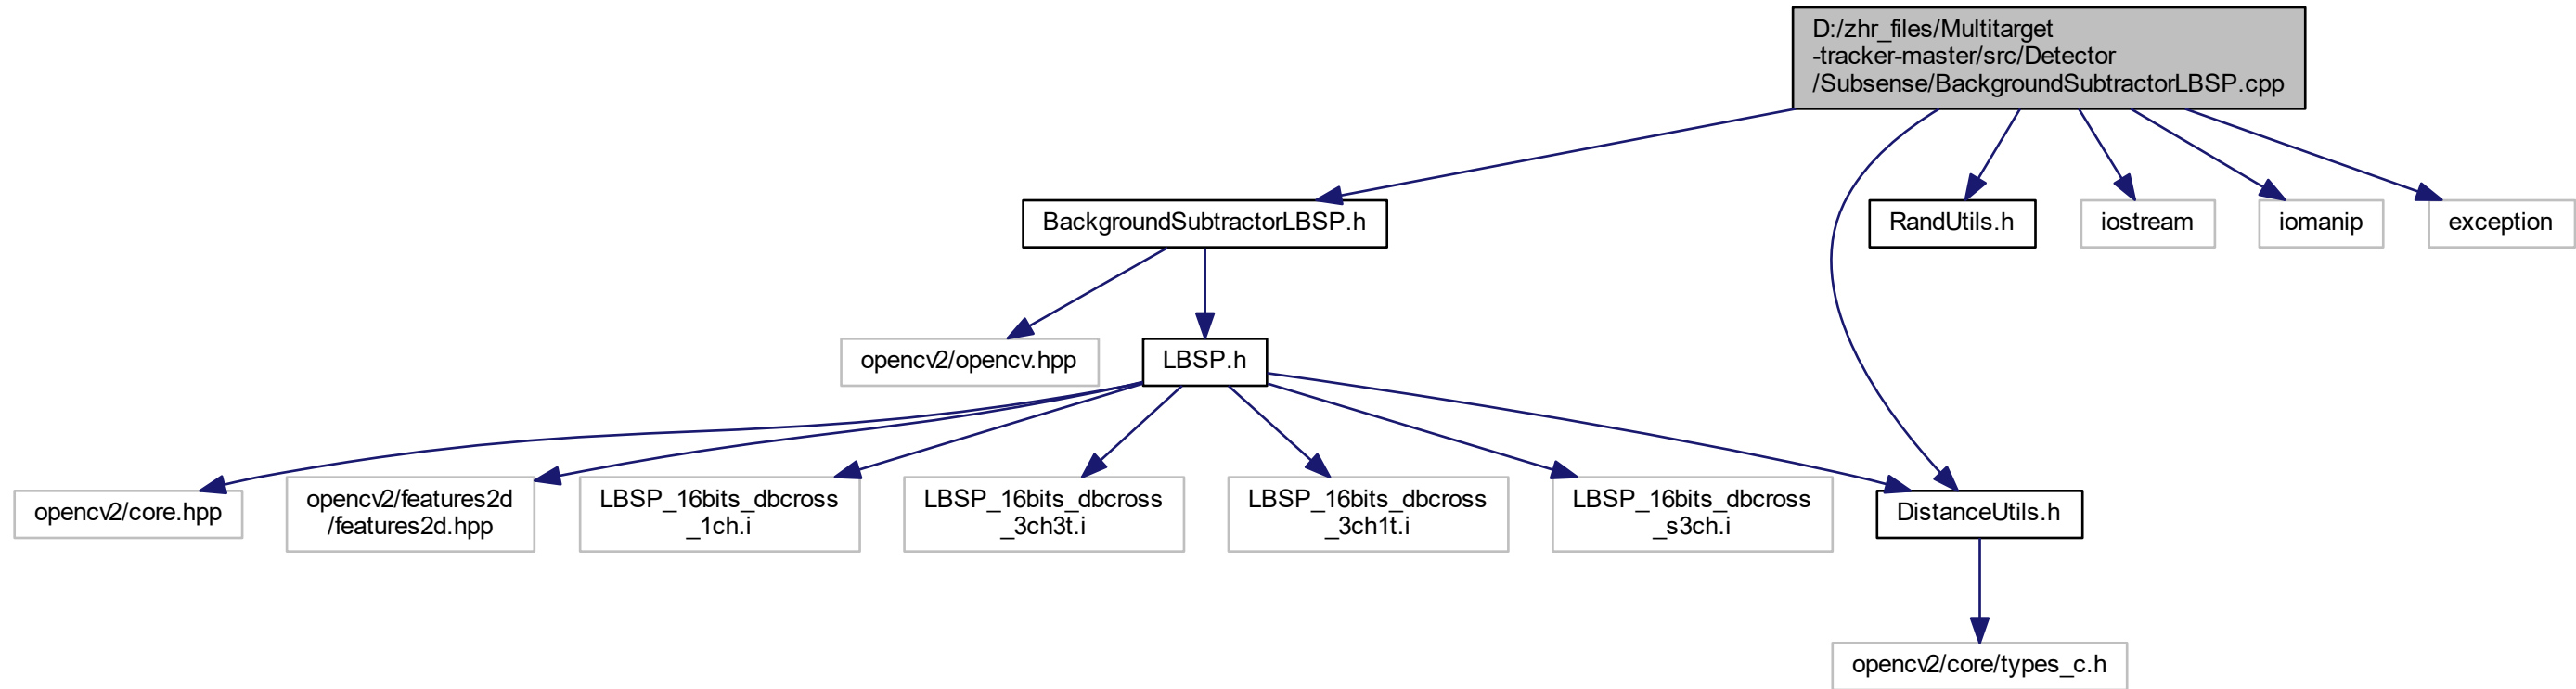 D:/zhr_files/Multitarget
-tracker-master/src/Detector
/Subsense/BackgroundSubtractorLBSP.cpp
BackgroundSubtractorLBSP.h
RandUtils.h
iostream
iomanip
exception
opencv2/opencv.hpp
LBSP.h
opencv2/core.hpp
opencv2/features2d
/features2d.hpp
LBSP_16bits_dbcross
_1ch.i
LBSP_16bits_dbcross
_3ch3t.i
LBSP_16bits_dbcross
_3ch1t.i
LBSP_16bits_dbcross
_s3ch.i
DistanceUtils.h
opencv2/core/types_c.h